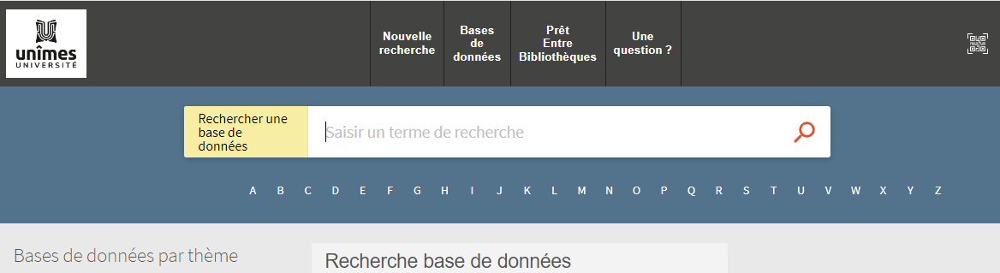 unîmes
UNIVERSITÉ
Nouvelle
recherche
Bases
de
données
Prêt
Entre
Bibliothèques
Une
question ?
Rechercher une
base de
données
Saisir un terme de recherche
A B C D E F G H I J K L M N O P Q R S T U V W X Y Z
Bases de données par thème
Recherche base de données